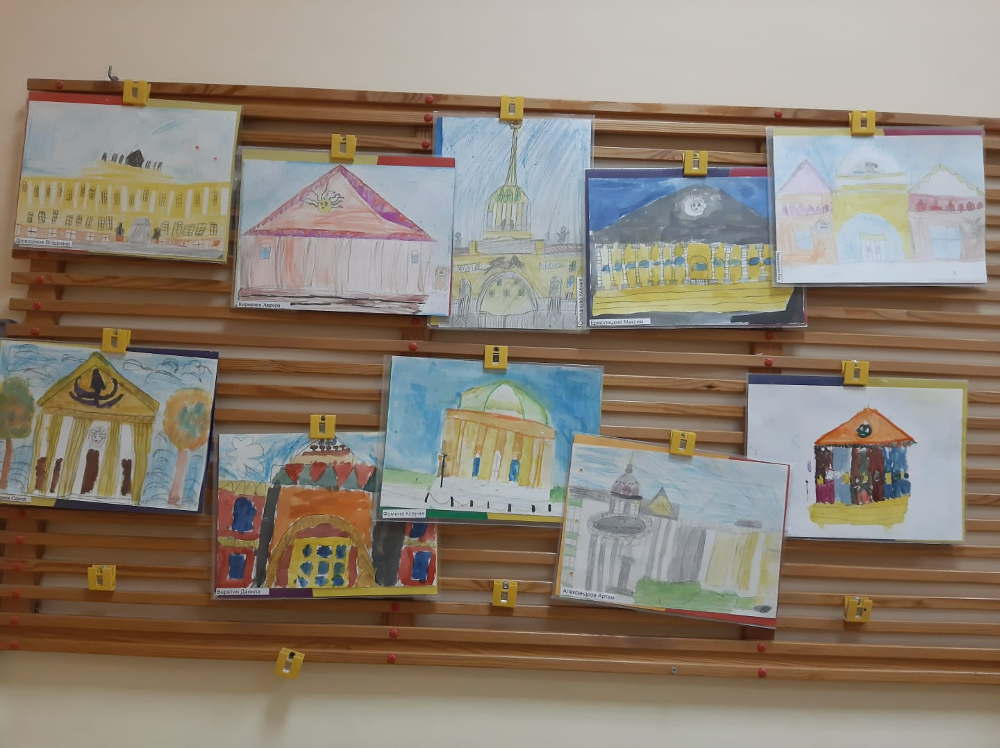 Дровосеков Владимир
Кириенко Аврора
Степанова Ксения
Ермолицкий Максим
Сергей
Веретин Данила
Фомина Ксения
Александров Артем